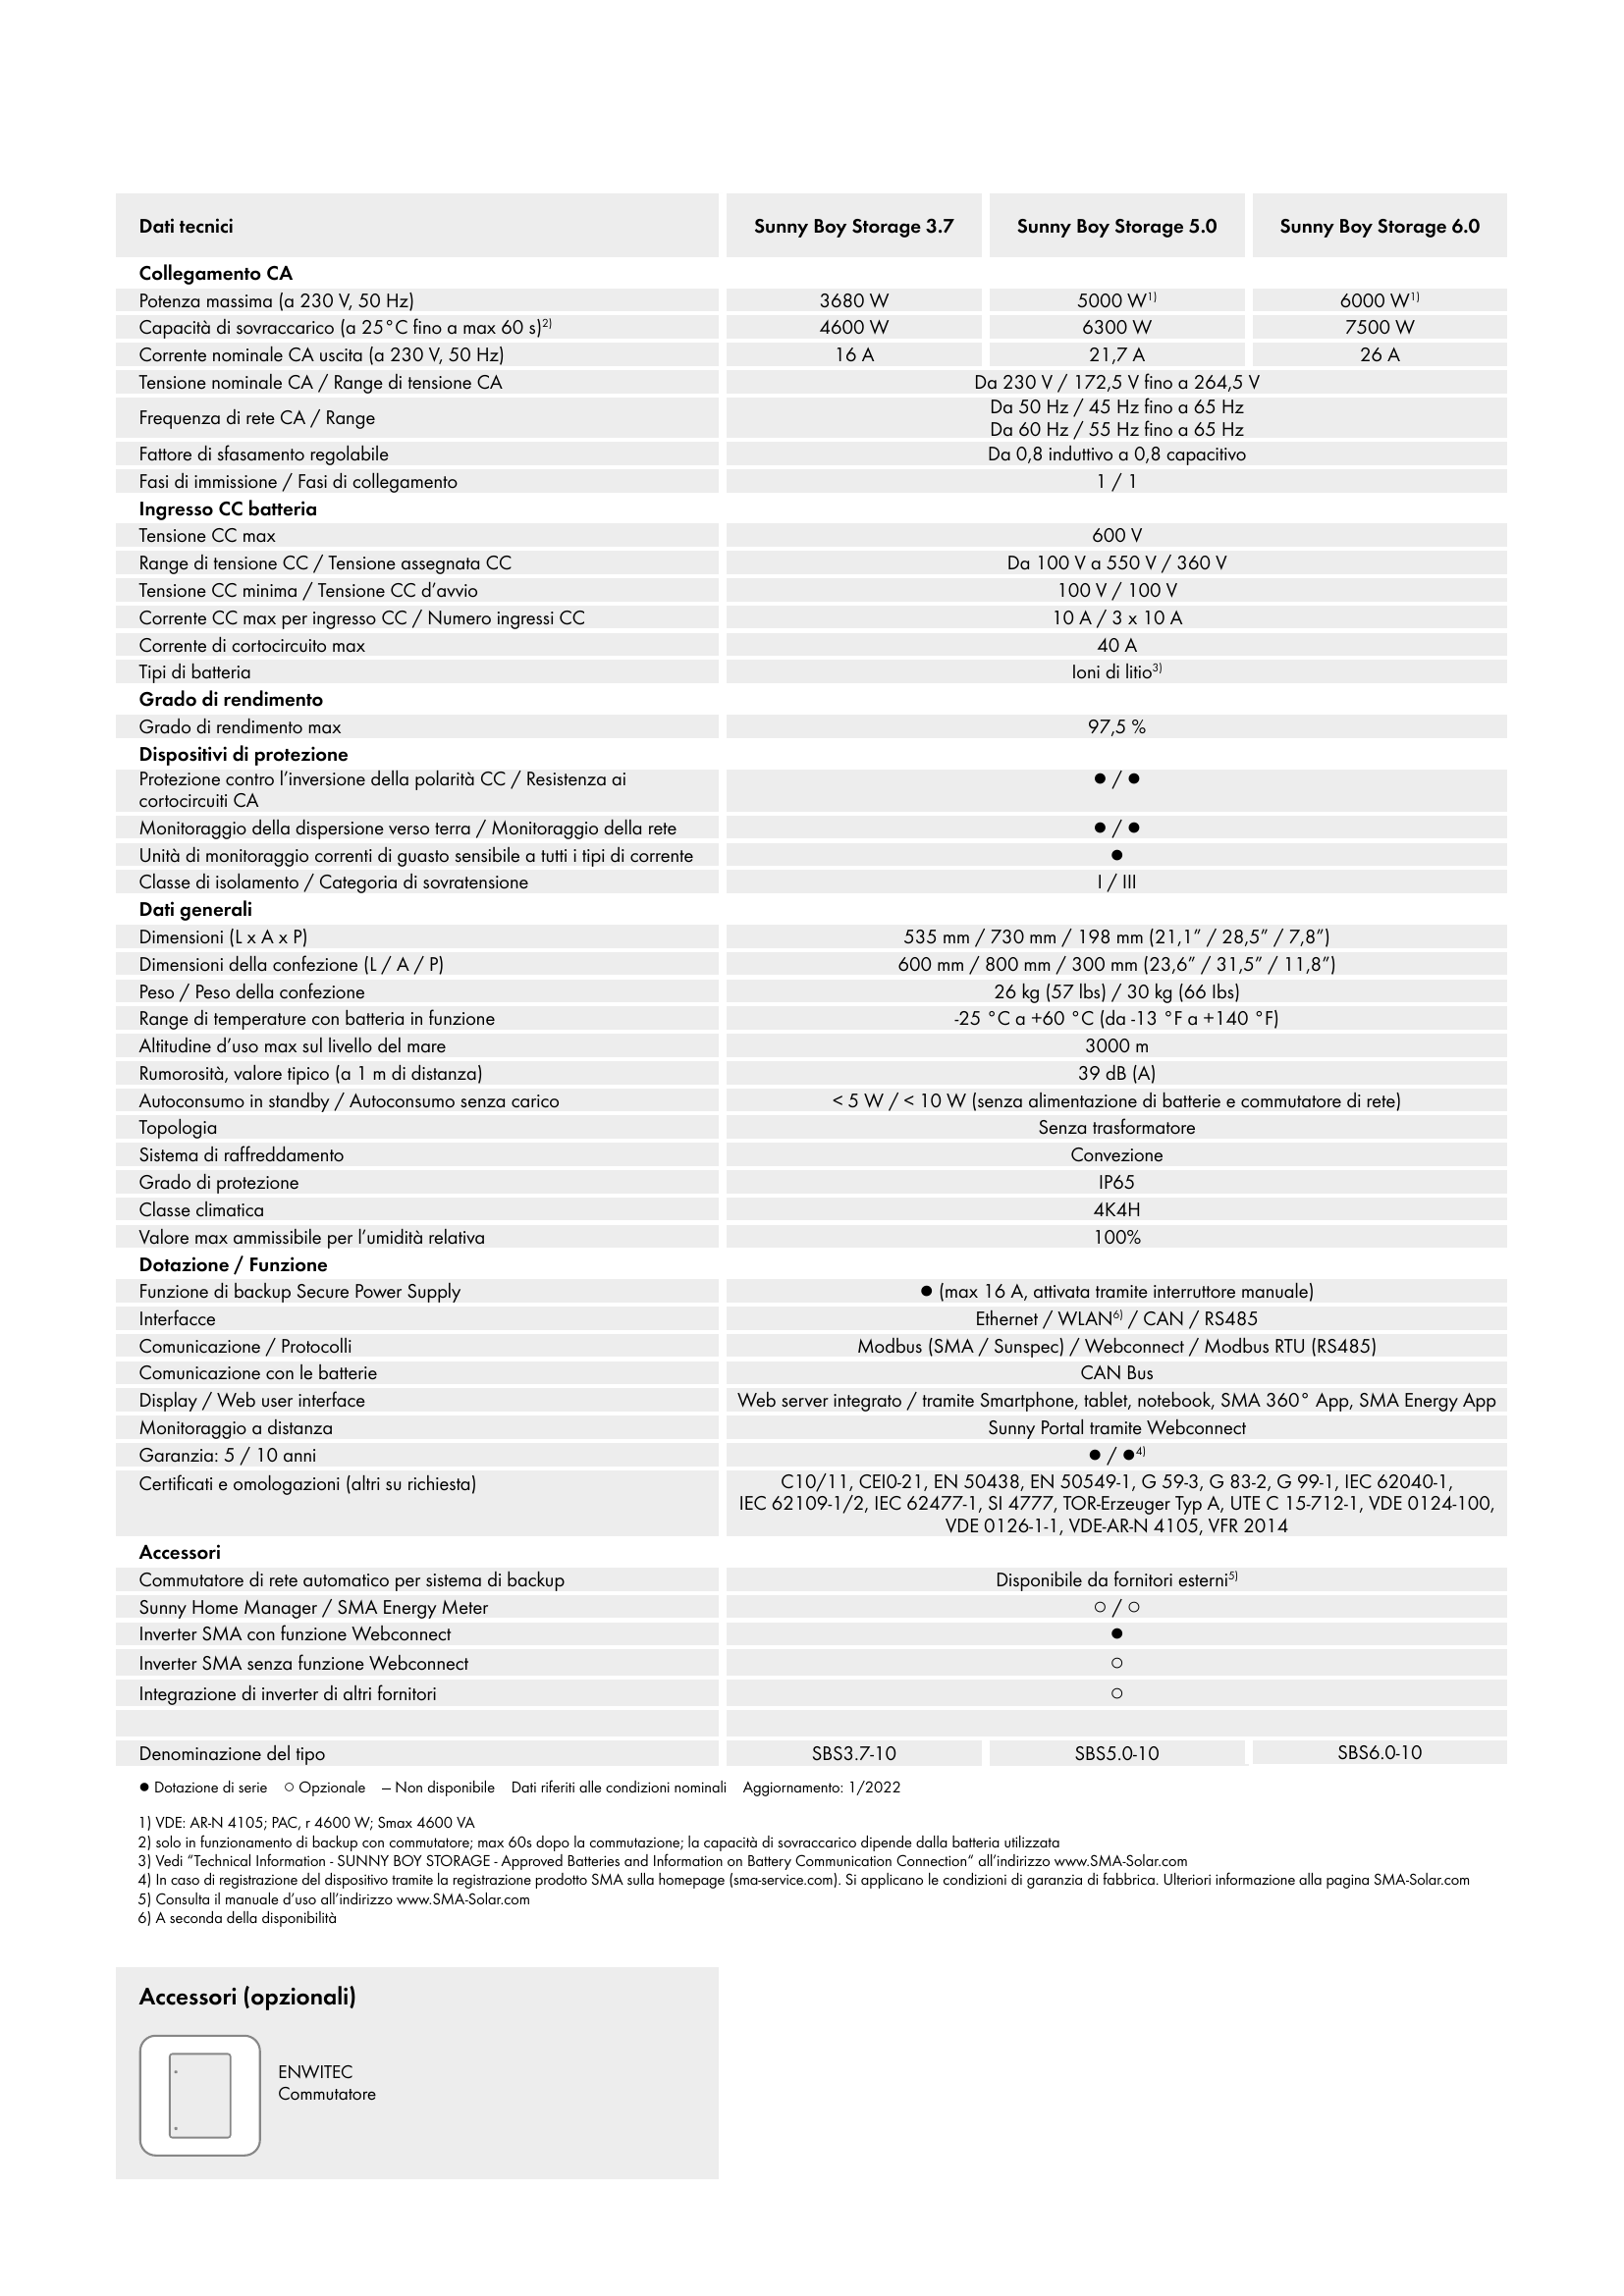 Dati tecnici Sunny Boy Storage 3.7 Sunny Boy Storage 5.0 Sunny Boy Storage 6.0
Collegamento CA
Potenza massima (a 230 V, 50 Hz) 3680 W 5000 W1) 6000 W1)
Capacità di sovraccarico (a 25°C fino a max 60 s)2) 4600 W 6300 W 7500 W
Corrente nominale CA uscita (a 230 V, 50 Hz) 16 A 21,7 A 26 A
Tensione nominale CA / Range di tensione CA Da 230 V / 172,5 V fino a 264,5 V
Frequenza di rete CA / Range Da 50 Hz / 45 Hz fino a 65 Hz
Da 60 Hz / 55 Hz fino a 65 Hz
Fattore di sfasamento regolabile Da 0,8 induttivo a 0,8 capacitivo
Fasi di immissione / Fasi di collegamento 1 / 1
Ingresso CC batteria
Tensione CC max 600 V
Range di tensione CC / Tensione assegnata CC Da 100 V a 550 V / 360 V
Tensione CC minima / Tensione CC d’avvio 100 V / 100 V
Corrente CC max per ingresso CC / Numero ingressi CC 10 A / 3 x 10 A
Corrente di cortocircuito max 40 A
Tipi di batteria Ioni di litio3)
Grado di rendimento
Grado di rendimento max 97,5 %
Dispositivi di protezione
Protezione contro l’inversione della polarità CC / Resistenza ai ● / ●
cortocircuiti CA
Monitoraggio della dispersione verso terra / Monitoraggio della rete ● / ●
Unità di monitoraggio correnti di guasto sensibile a tutti i tipi di corrente ●
Classe di isolamento / Categoria di sovratensione I / III
Dati generali
Dimensioni (L x A x P) 535 mm / 730 mm / 198 mm (21,1” / 28,5” / 7,8”)
Dimensioni della confezione (L / A / P) 600 mm / 800 mm / 300 mm (23,6” / 31,5” / 11,8”)
Peso / Peso della confezione 26 kg (57 lbs) / 30 kg (66 Ibs)
Range di temperature con batteria in funzione -25 °C a +60 °C (da -13 °F a +140 °F)
Altitudine d’uso max sul livello del mare 3000 m
Rumorosità, valore tipico (a 1 m di distanza) 39 dB (A)
Autoconsumo in standby / Autoconsumo senza carico < 5 W / < 10 W (senza alimentazione di batterie e commutatore di rete)
Topologia Senza trasformatore
Sistema di raffreddamento Convezione
Grado di protezione IP65
Classe climatica 4K4H
Valore max ammissibile per l’umidità relativa 100%
Dotazione / Funzione
Funzione di backup Secure Power Supply ● (max 16 A, attivata tramite interruttore manuale)
Interfacce Ethernet / WLAN6) / CAN / RS485
Comunicazione / Protocolli Modbus (SMA / Sunspec) / Webconnect / Modbus RTU (RS485)
Comunicazione con le batterie CAN Bus
Display / Web user interface Web server integrato / tramite Smartphone, tablet, notebook, SMA 360° App, SMA Energy App
Monitoraggio a distanza Sunny Portal tramite Webconnect
Garanzia: 5 / 10 anni ● / ●4)
Certificati e omologazioni (altri su richiesta) C10/11, CEI0-21, EN 50438, EN 50549-1, G 59-3, G 83-2, G 99-1, IEC 62040-1,
IEC 62109-1/2, IEC 62477-1, SI 4777, TOR-Erzeuger Typ A, UTE C 15-712-1, VDE 0124-100,
VDE 0126-1-1, VDE-AR-N 4105, VFR 2014
Accessori
Commutatore di rete automatico per sistema di backup Disponibile da fornitori esterni5)
Sunny Home Manager / SMA Energy Meter ○ / ○
Inverter SMA con funzione Webconnect ●
Inverter SMA senza funzione Webconnect ○
Integrazione di inverter di altri fornitori ○
Denominazione del tipo SBS3.7-10 SBS5.0-10 SBS6.0-10
● Dotazione di serie ○ Opzionale – Non disponibile Dati riferiti alle condizioni nominali Aggiornamento: 1/2022
1) VDE: AR-N 4105; PAC, r 4600 W; Smax 4600 VA
2) solo in funzionamento di backup con commutatore; max 60s dopo la commutazione; la capacità di sovraccarico dipende dalla batteria utilizzata
3) Vedi “Technical Information - SUNNY BOY STORAGE - Approved Batteries and Information on Battery Communication Connection“ all’indirizzo www.SMA-Solar.com
4) In caso di registrazione del dispositivo tramite la registrazione prodotto SMA sulla homepage (sma-service.com). Si applicano le condizioni di garanzia di fabbrica. Ulteriori informazione alla pagina SMA-Solar.com
5) Consulta il manuale d’uso all’indirizzo www.SMA-Solar.com
6) A seconda della disponibilità
Accessori (opzionali)
ENWITEC
Commutatore